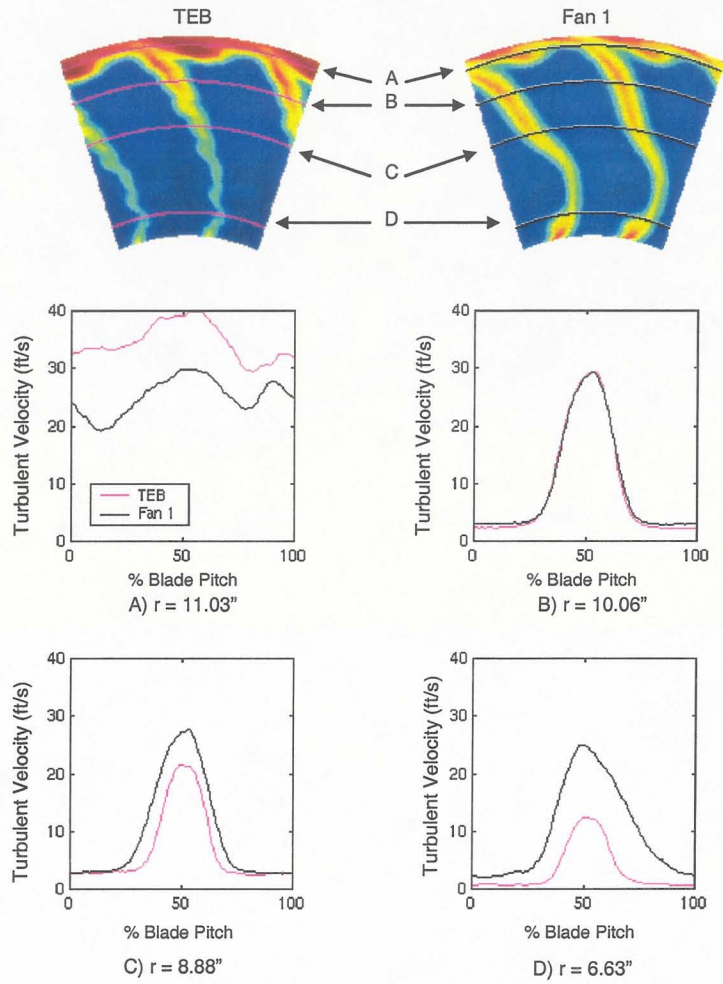 TEB
Fan 1
A
B
C
D
40
30
20
10
0
0
50
100
Turbulent Velocity (ft/s)
TEB
Fan 1
% Blade Pitch
A) r = 11.03”
40
30
20
10
0
0
50
100
Turbulent Velocity (ft/s)
% Blade Pitch
B) r = 10.06”
40
30
20
10
0
0
50
100
Turbulent Velocity (ft/s)
% Blade Pitch
C) r = 8.88”
40
30
20
10
0
0
50
100
Turbulent Velocity (ft/s)
% Blade Pitch
D) r = 6.63”